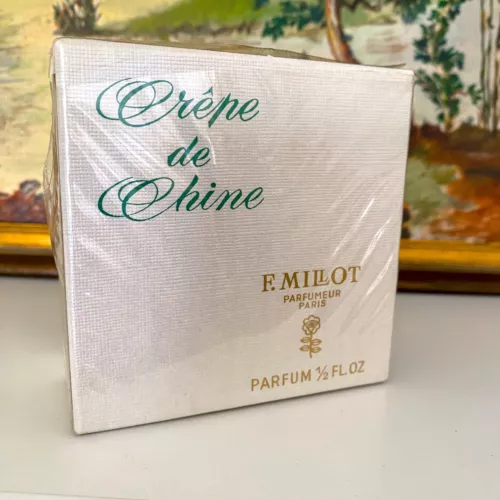 Crêpe
de
Chine
F. MILLOT
PARFUMEUR
PARIS
PARFUM ½ FL OZ